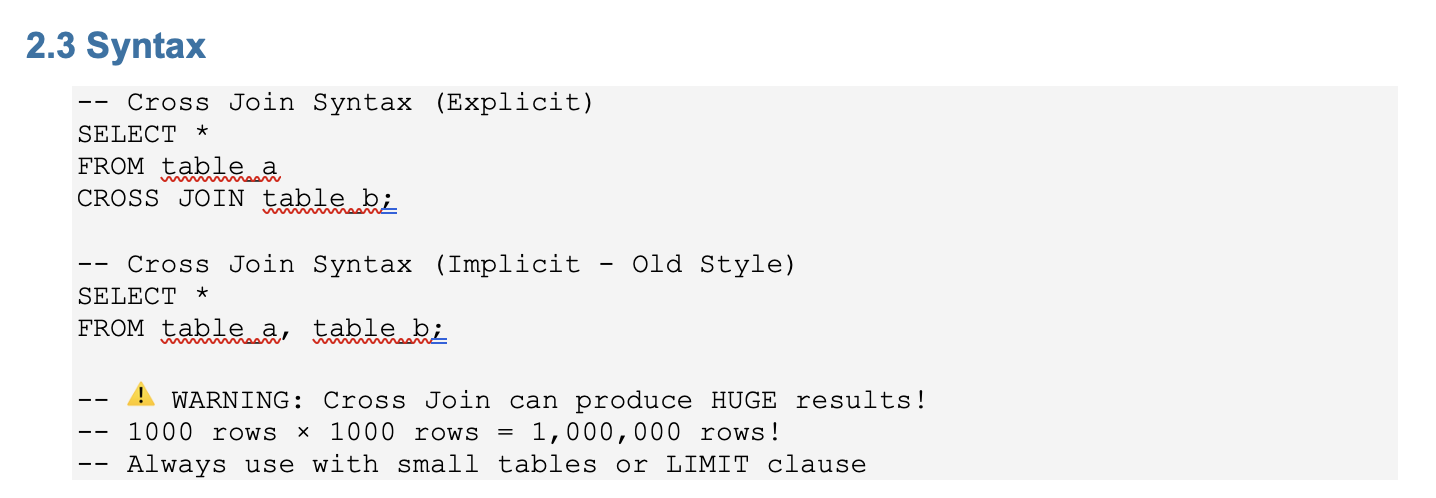 2.3 Syntax
-- Cross Join Syntax (Explicit)
SELECT *
FROM table_a
CROSS JOIN table_b;
-- Cross Join Syntax (Implicit - Old Style)
SELECT *
FROM table_a, table_b;
-- ⚠️ WARNING: Cross Join can produce HUGE results!
-- 1000 rows × 1000 rows = 1,000,000 rows!
-- Always use with small tables or LIMIT clause